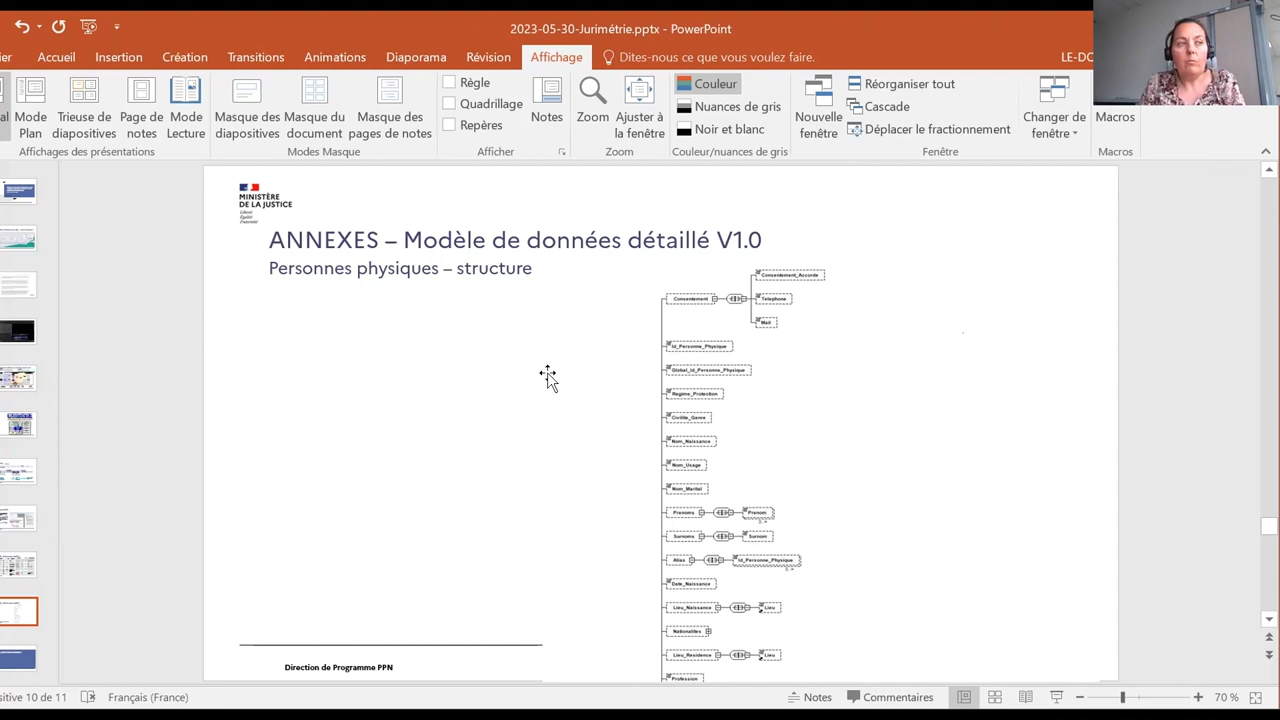 2023-05-30-Jurimétrie.pptx - PowerPoint
Accueil Insertion Création Transitions Animations Diaporama Révision Affichage Dites-nous ce que vous voulez faire.
Mode Plan
Trieuse de diapositives
Page de notes
Mode Lecture
Affichages des présentations
Masque des diapositives
Masque du document
Masque des pages de notes
Modes Masque
Règle
Quadrillage
Repères
Afficher
Notes
Zoom
Ajuster à la fenêtre
Zoom
Couleur
Nuances de gris
Noir et blanc
Couleur/nuances de gris
Nouvelle fenêtre
Réorganiser tout
Cascade
Déplacer le fractionnement
Changer de fenêtre
Fenêtre
Macros
Macros
MINISTÈRE
DE LA JUSTICE
Liberté
Égalité
Fraternité
ANNEXES – Modèle de données détaillé V1.0
Personnes physiques – structure
Consentement
Consentement_Accorde
Telephone
Mail
Id_Personne_Physique
Global_Id_Personne_Physique
Regime_Protection
Civilite_Genre
Nom_Naissance
Nom_Usage
Nom_Marital
Prenoms Prenom
Surnoms Surnom
Alias Id_Personne_Physique
Date_Naissance
Lieu_Naissance Lieu
Nationalites
Lieu_Residence Lieu
Profession
Direction de Programme PPN
10 de 11 Français (France) Notes Commentaires 70 %